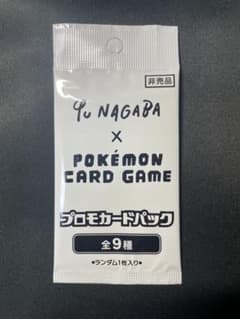 非売品
YU NAGABA
×
POKÉMON
CARD GAME
プロモカードパック
全9種
●ランダム1枚入り●